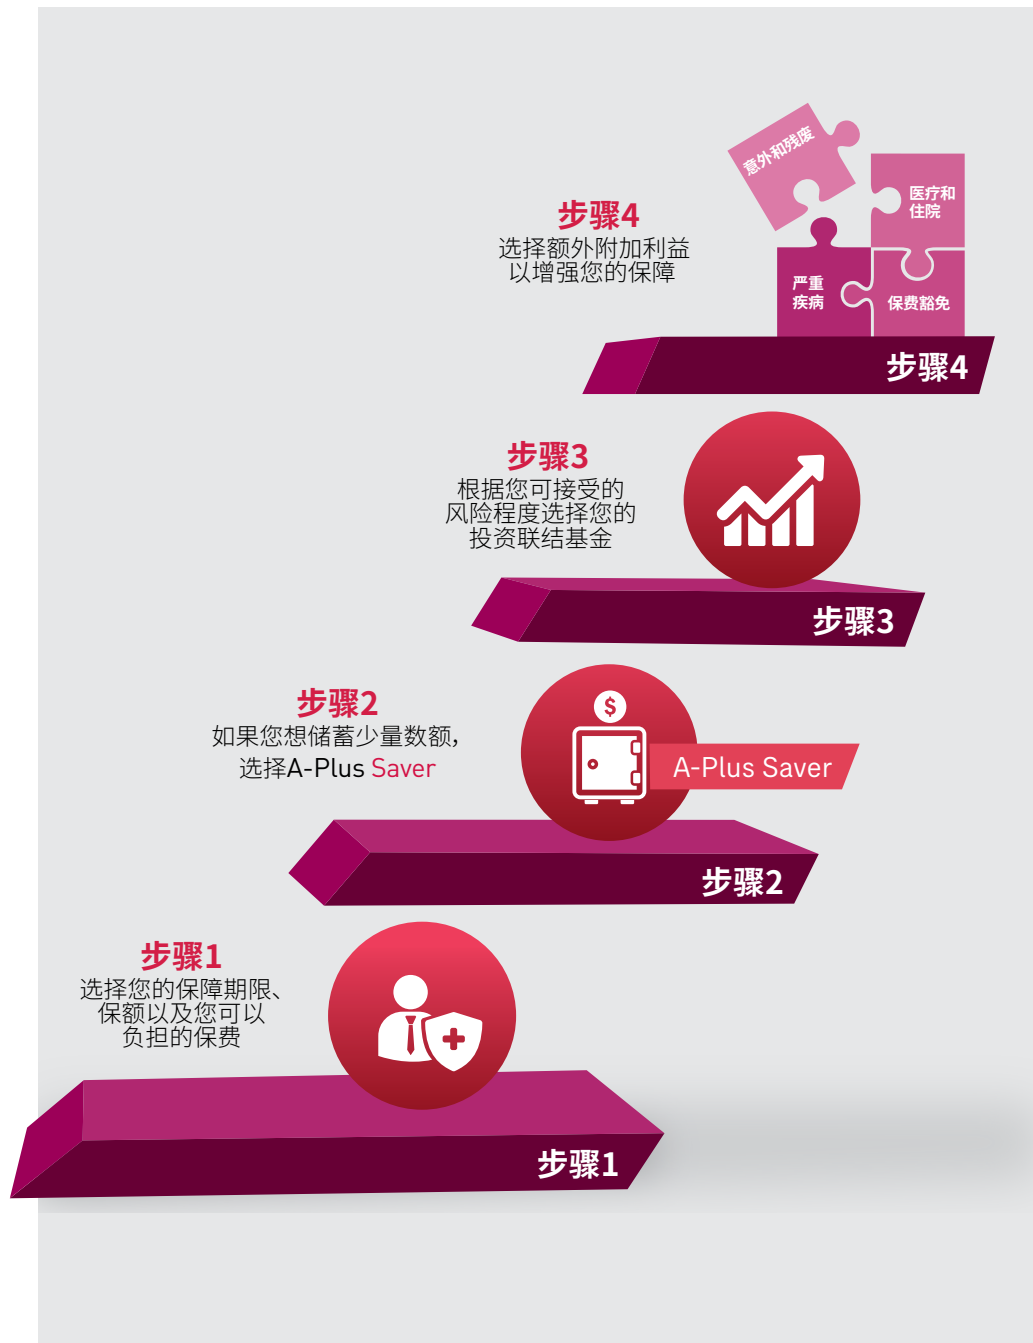 意外和残废
医疗和
住院
严重
疾病
保费豁免
步骤4
选择额外附加利益
以增强您的保障
步骤4
步骤3
根据您可接受的
风险程度选择您的
投资联结基金
步骤3
步骤2
如果您想储蓄少量数额，
选择A-Plus Saver
$
A-Plus Saver
步骤2
步骤1
选择您的保障期限、
保额以及您可以
负担的保费
步骤1